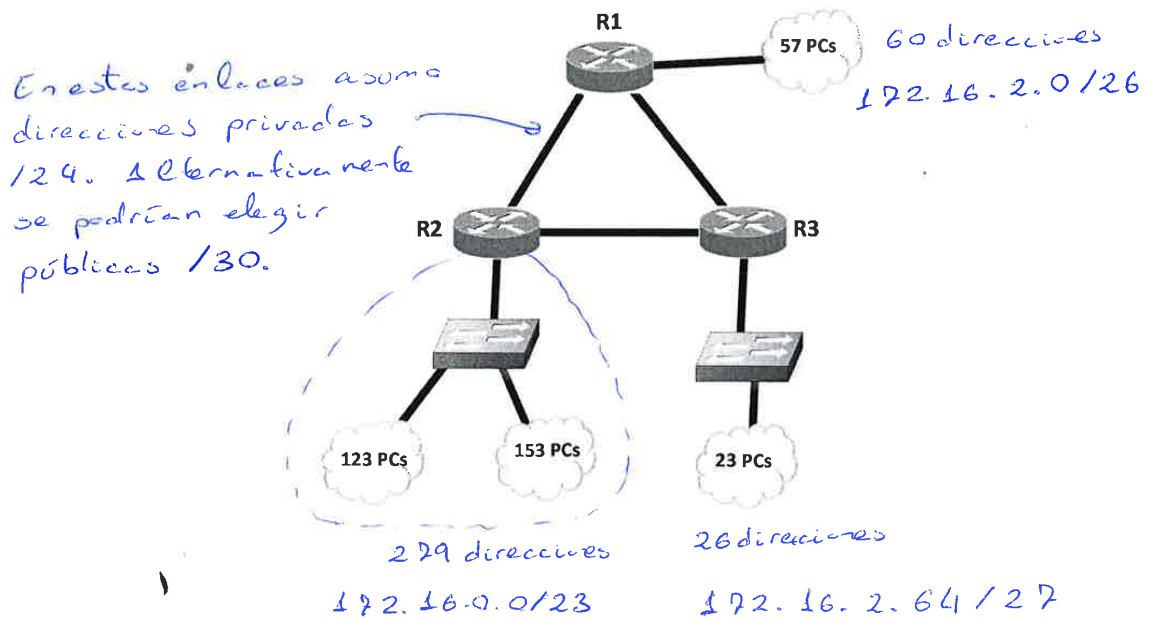 R1
57 PCs
60 direcciones
172.16.2.0/26
En estos enlaces asumo
direcciones privadas
/24. Alternativamente
se podrían elegir
públicas /30.
R2
R3
123 PCs
153 PCs
23 PCs
279 direcciones
26 direcciones
172.16.0.0/23
172.16.2.64/27